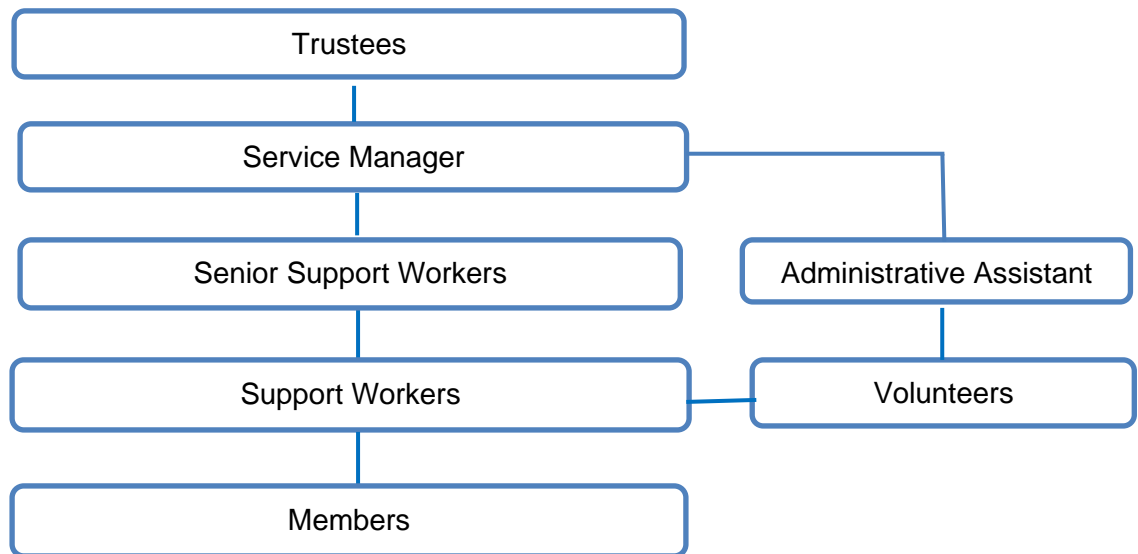 Trustees
Service Manager
Senior Support Workers
Administrative Assistant
Support Workers
Volunteers
Members